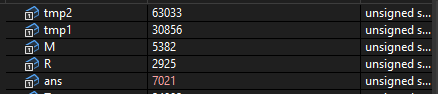 tmp2 63033 unsigned s...
tmp1 30856 unsigned s...
M 5382 unsigned s...
R 2925 unsigned s...
ans 7021 unsigned s...